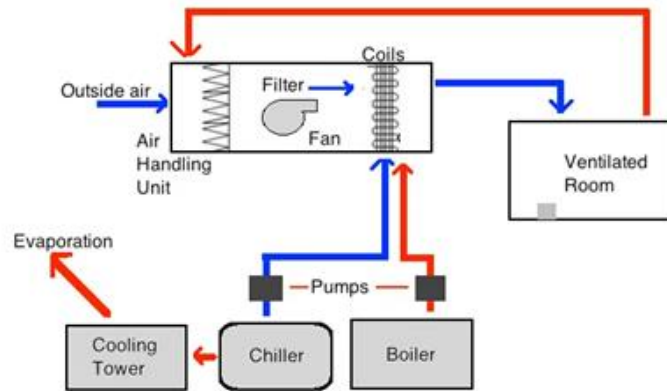 Coils
Outside air
Filter
Fan
Air
Handling
Unit
Ventilated
Room
Evaporation
Pumps
Cooling
Tower
Chiller
Boiler